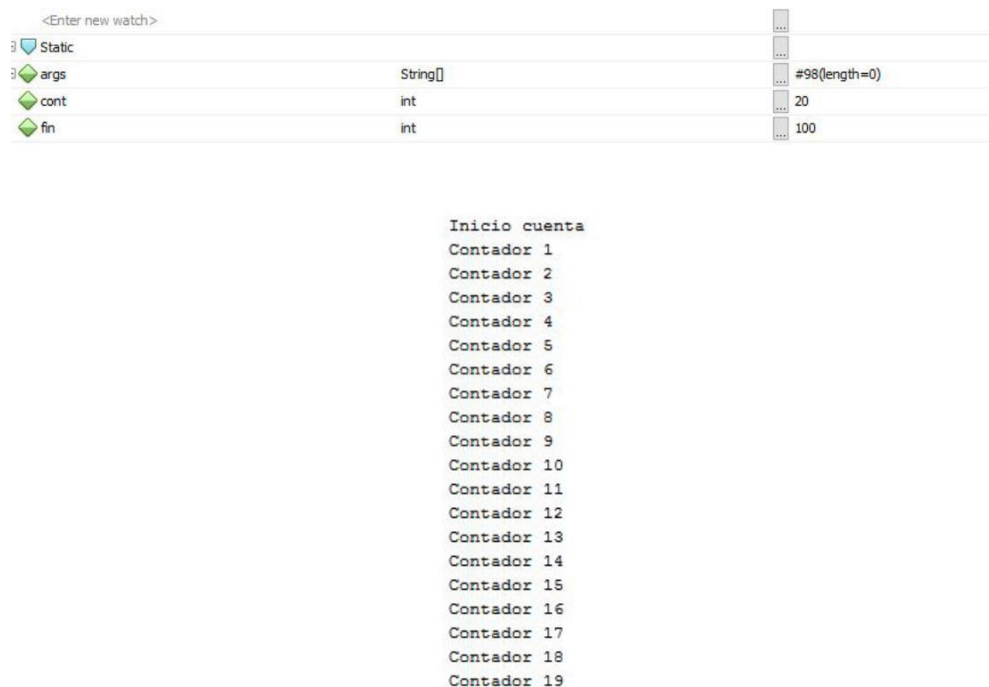 <Enter new watch>
...
Static
...
args String[] ... #98(length=0)
cont int ... 20
fin int ... 100
Inicio cuenta
Contador 1
Contador 2
Contador 3
Contador 4
Contador 5
Contador 6
Contador 7
Contador 8
Contador 9
Contador 10
Contador 11
Contador 12
Contador 13
Contador 14
Contador 15
Contador 16
Contador 17
Contador 18
Contador 19